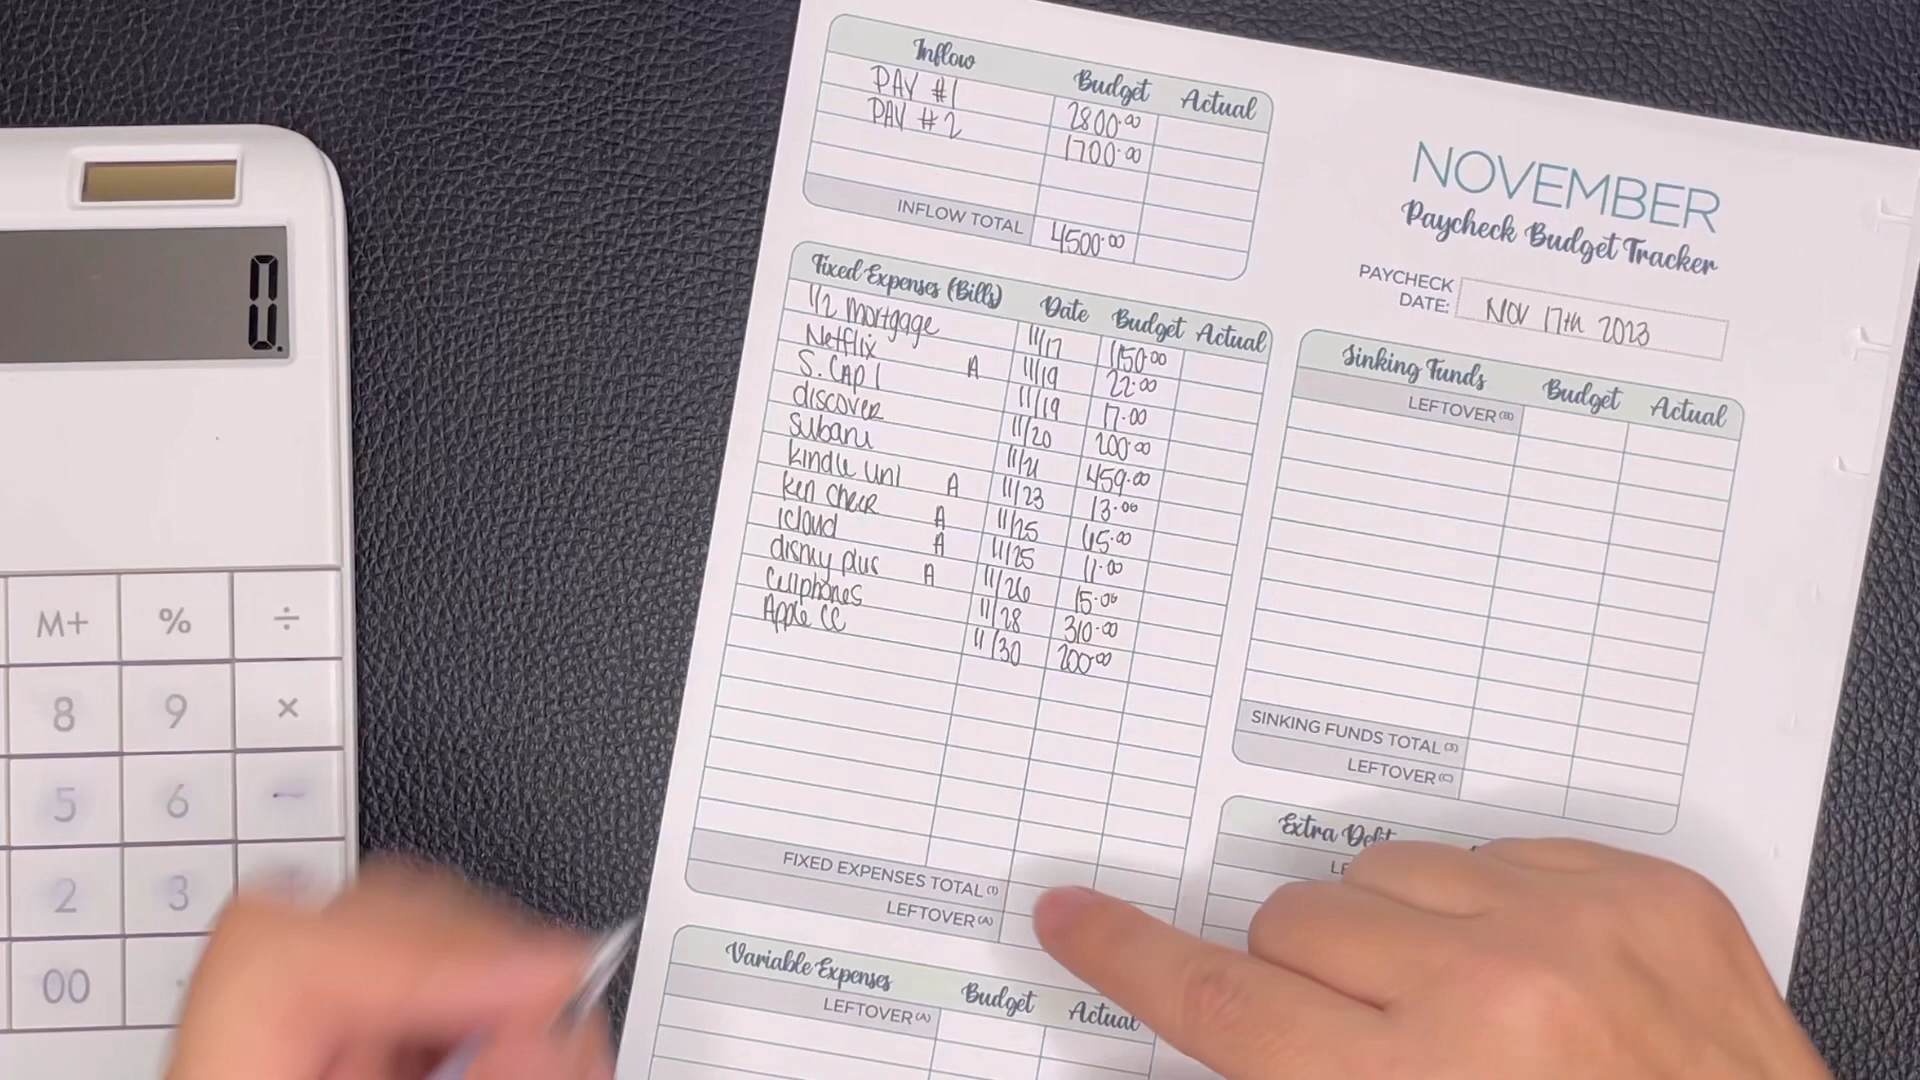 Inflow Budget Actual
PAY #1 2800.00
PAY #2 1700.00
INFLOW TOTAL 4500.00
NOVEMBER
Paycheck Budget Tracker
PAYCHECK
DATE: NOV 17th 2023
Fixed Expenses (Bills) Date Budget Actual
1/2 mortgage 11/17
Netflix A 11/19 22.00
S. CAP 1 11/19 17.00
discover 11/20 200.00
Subaru 11/21 459.00
kindle unl A 11/23 13.00
ken check A 11/25
icloud A 11/25 11.00
disney plus A 11/26 15.00
Cellphones 11/28 310.00
Apple CC 11/30 200.00
FIXED EXPENSES TOTAL (1)
LEFTOVER (A)
Variable Expenses Budget Actual
LEFTOVER (A)
Sinking Funds Budget Actual
LEFTOVER (B)
SINKING FUNDS TOTAL (3)
LEFTOVER (C)
Extra Debt
LE
0.
M+ % ÷
8 9 ×
5 6 −
2 3
00 .